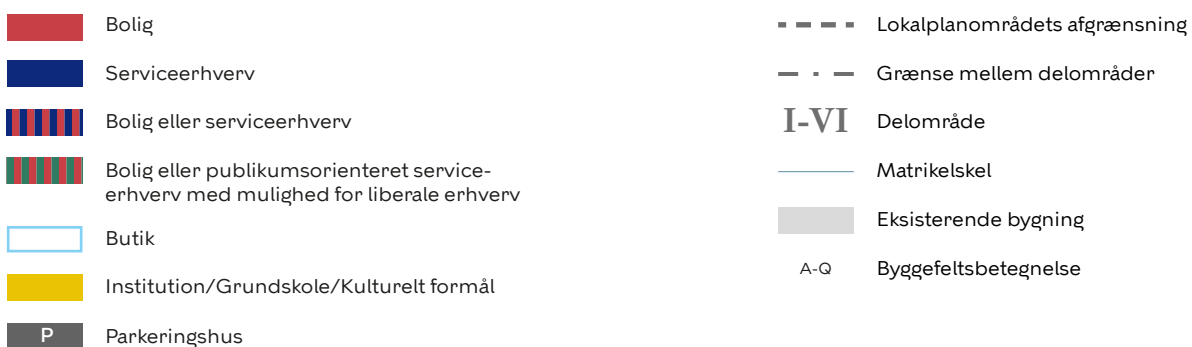 Bolig
Serviceerhverv
Bolig eller serviceerhverv
Bolig eller publikumsorienteret service-
erhverv med mulighed for liberale erhverv
Butik
Institution/Grundskole/Kulturelt formål
P Parkeringshus
Lokalplanområdets afgrænsning
Grænse mellem delområder
I-VI Delområde
Matrikelskel
Eksisterende bygning
A-Q Byggefeltsbetegnelse